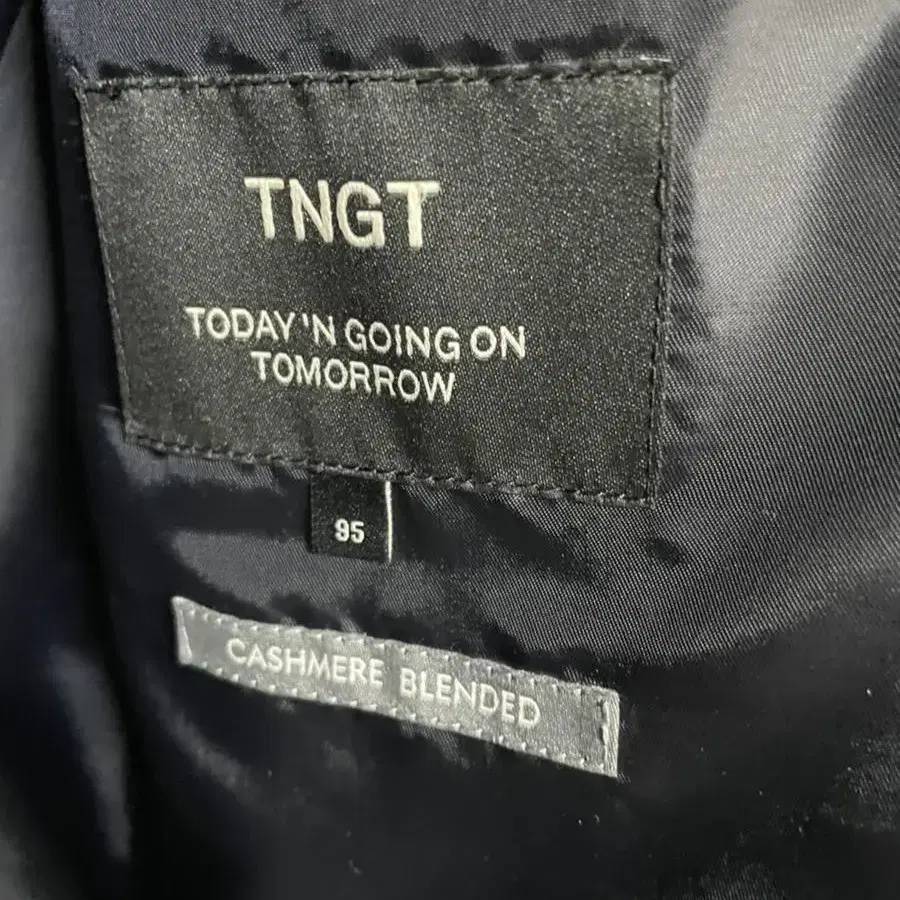 TNGT
TODAY'N GOING ON
TOMORROW
95
CASHMERE BLENDED